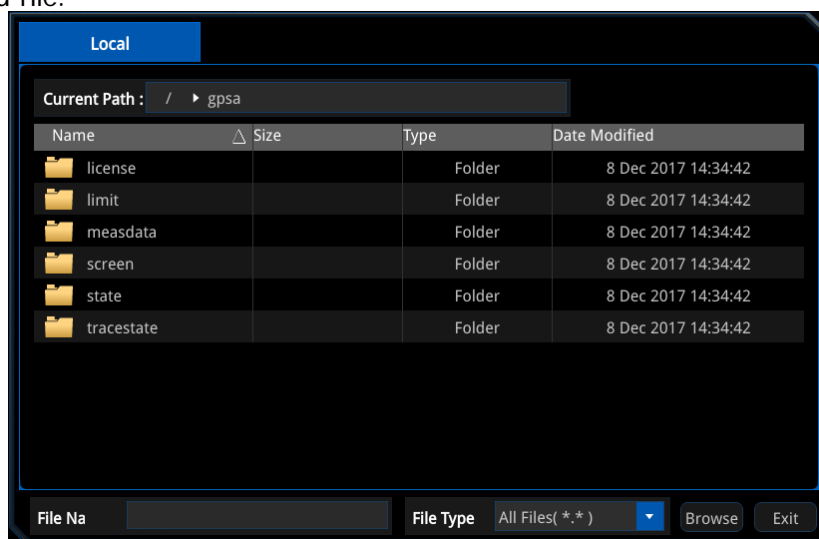 file.
Local
Current Path : / gpsa
Name Size Type Date Modified
license Folder 8 Dec 2017 14:34:42
limit Folder 8 Dec 2017 14:34:42
measdata Folder 8 Dec 2017 14:34:42
screen Folder 8 Dec 2017 14:34:42
state Folder 8 Dec 2017 14:34:42
tracestate Folder 8 Dec 2017 14:34:42
File Na File Type All Files( *.* ) Browse Exit